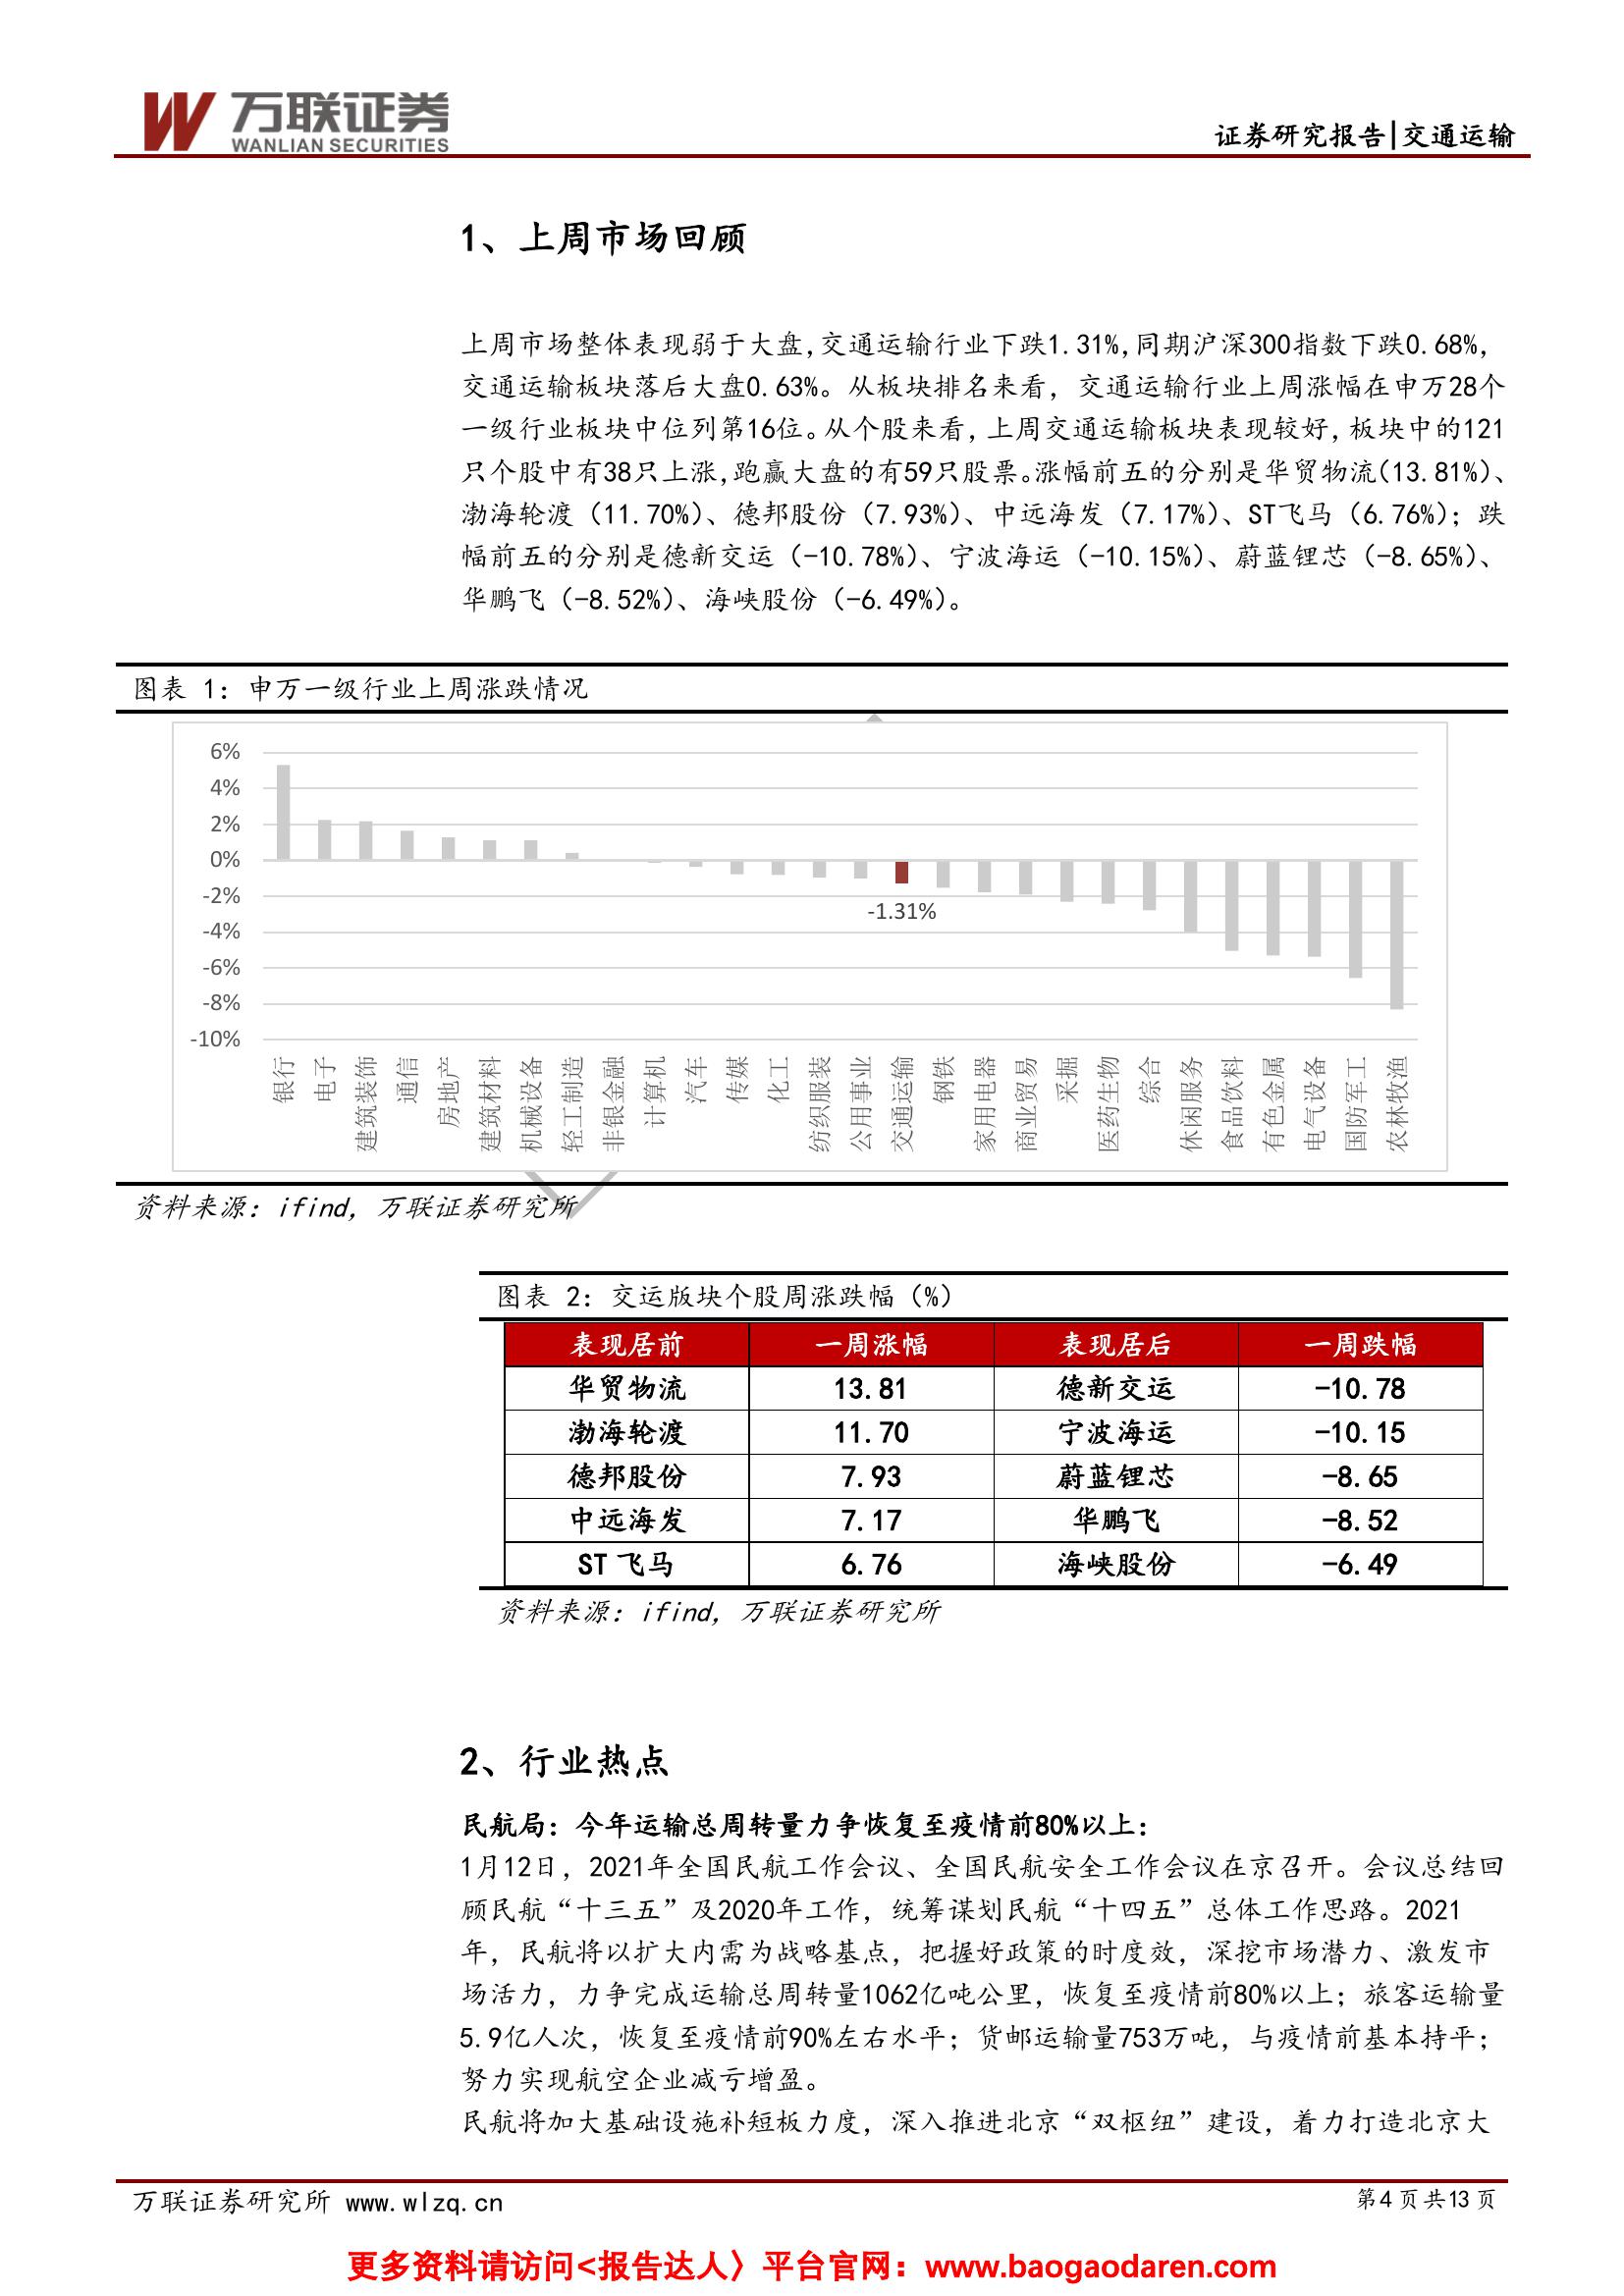 万联证券
WANLIAN SECURITIES
证券研究报告|交通运输
1、上周市场回顾
上周市场整体表现弱于大盘,交通运输行业下跌1.31%,同期沪深300指数下跌0.68%,
交通运输板块落后大盘0.63%。从板块排名来看，交通运输行业上周涨幅在申万28个
一级行业板块中位列第16位。从个股来看,上周交通运输板块表现较好,板块中的121
只个股中有38只上涨,跑赢大盘的有59只股票。涨幅前五的分别是华贸物流(13.81%)、
渤海轮渡（11.70%）、德邦股份（7.93%）、中远海发（7.17%）、ST飞马（6.76%）；跌
幅前五的分别是德新交运（-10.78%）、宁波海运（-10.15%）、蔚蓝锂芯（-8.65%）、
华鹏飞（-8.52%）、海峡股份（-6.49%）。
图表 1：申万一级行业上周涨跌情况
6%
4%
2%
0%
-2%
-4%
-6%
-8%
-10%
-1.31%
银行
电子
建筑装饰
通信
房地产
建筑材料
机械设备
轻工制造
非银金融
计算机
汽车
传媒
化工
纺织服装
公用事业
交通运输
钢铁
家用电器
商业贸易
采掘
医药生物
综合
休闲服务
食品饮料
有色金属
电气设备
国防军工
农林牧渔
资料来源：ifind，万联证券研究所
图表 2：交运版块个股周涨跌幅（%）
表现居前 一周涨幅 表现居后 一周跌幅
华贸物流 13.81 德新交运 -10.78
渤海轮渡 11.70 宁波海运 -10.15
德邦股份 7.93 蔚蓝锂芯 -8.65
中远海发 7.17 华鹏飞 -8.52
ST 飞马 6.76 海峡股份 -6.49
资料来源：ifind，万联证券研究所
2、行业热点
民航局：今年运输总周转量力争恢复至疫情前80%以上：
1月12日，2021年全国民航工作会议、全国民航安全工作会议在京召开。会议总结回
顾民航“十三五”及2020年工作，统筹谋划民航“十四五”总体工作思路。2021
年，民航将以扩大内需为战略基点，把握好政策的时度效，深挖市场潜力、激发市
场活力，力争完成运输总周转量1062亿吨公里，恢复至疫情前80%以上；旅客运输量
5.9亿人次，恢复至疫情前90%左右水平；货邮运输量753万吨，与疫情前基本持平；
努力实现航空企业减亏增盈。
民航将加大基础设施补短板力度，深入推进北京“双枢纽”建设，着力打造北京大
万联证券研究所 www.wlzq.cn
第4页共13页
更多资料请访问<报告达人〉平台官网：www.baogaodaren.com